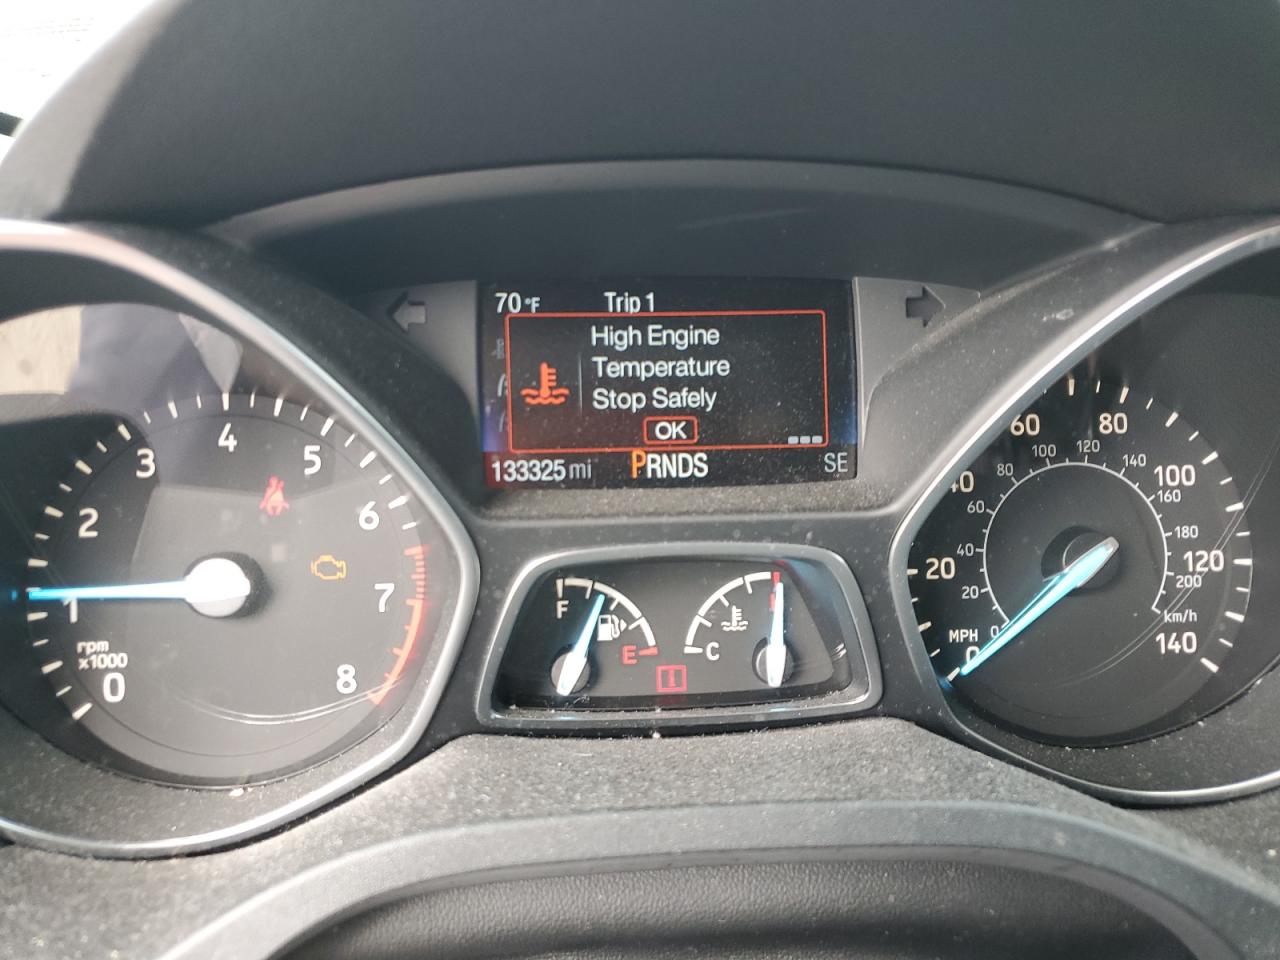 70 °F Trip 1
High Engine
Temperature
Stop Safely
OK
133325 mi PRNDS SE
0 1 2 3 4 5 6 7 8
rpm
x1000
F E
C
0 20 40 60 80 100 120 140
MPH
0 20 40 60 80 100 120 140 160 180 200
km/h